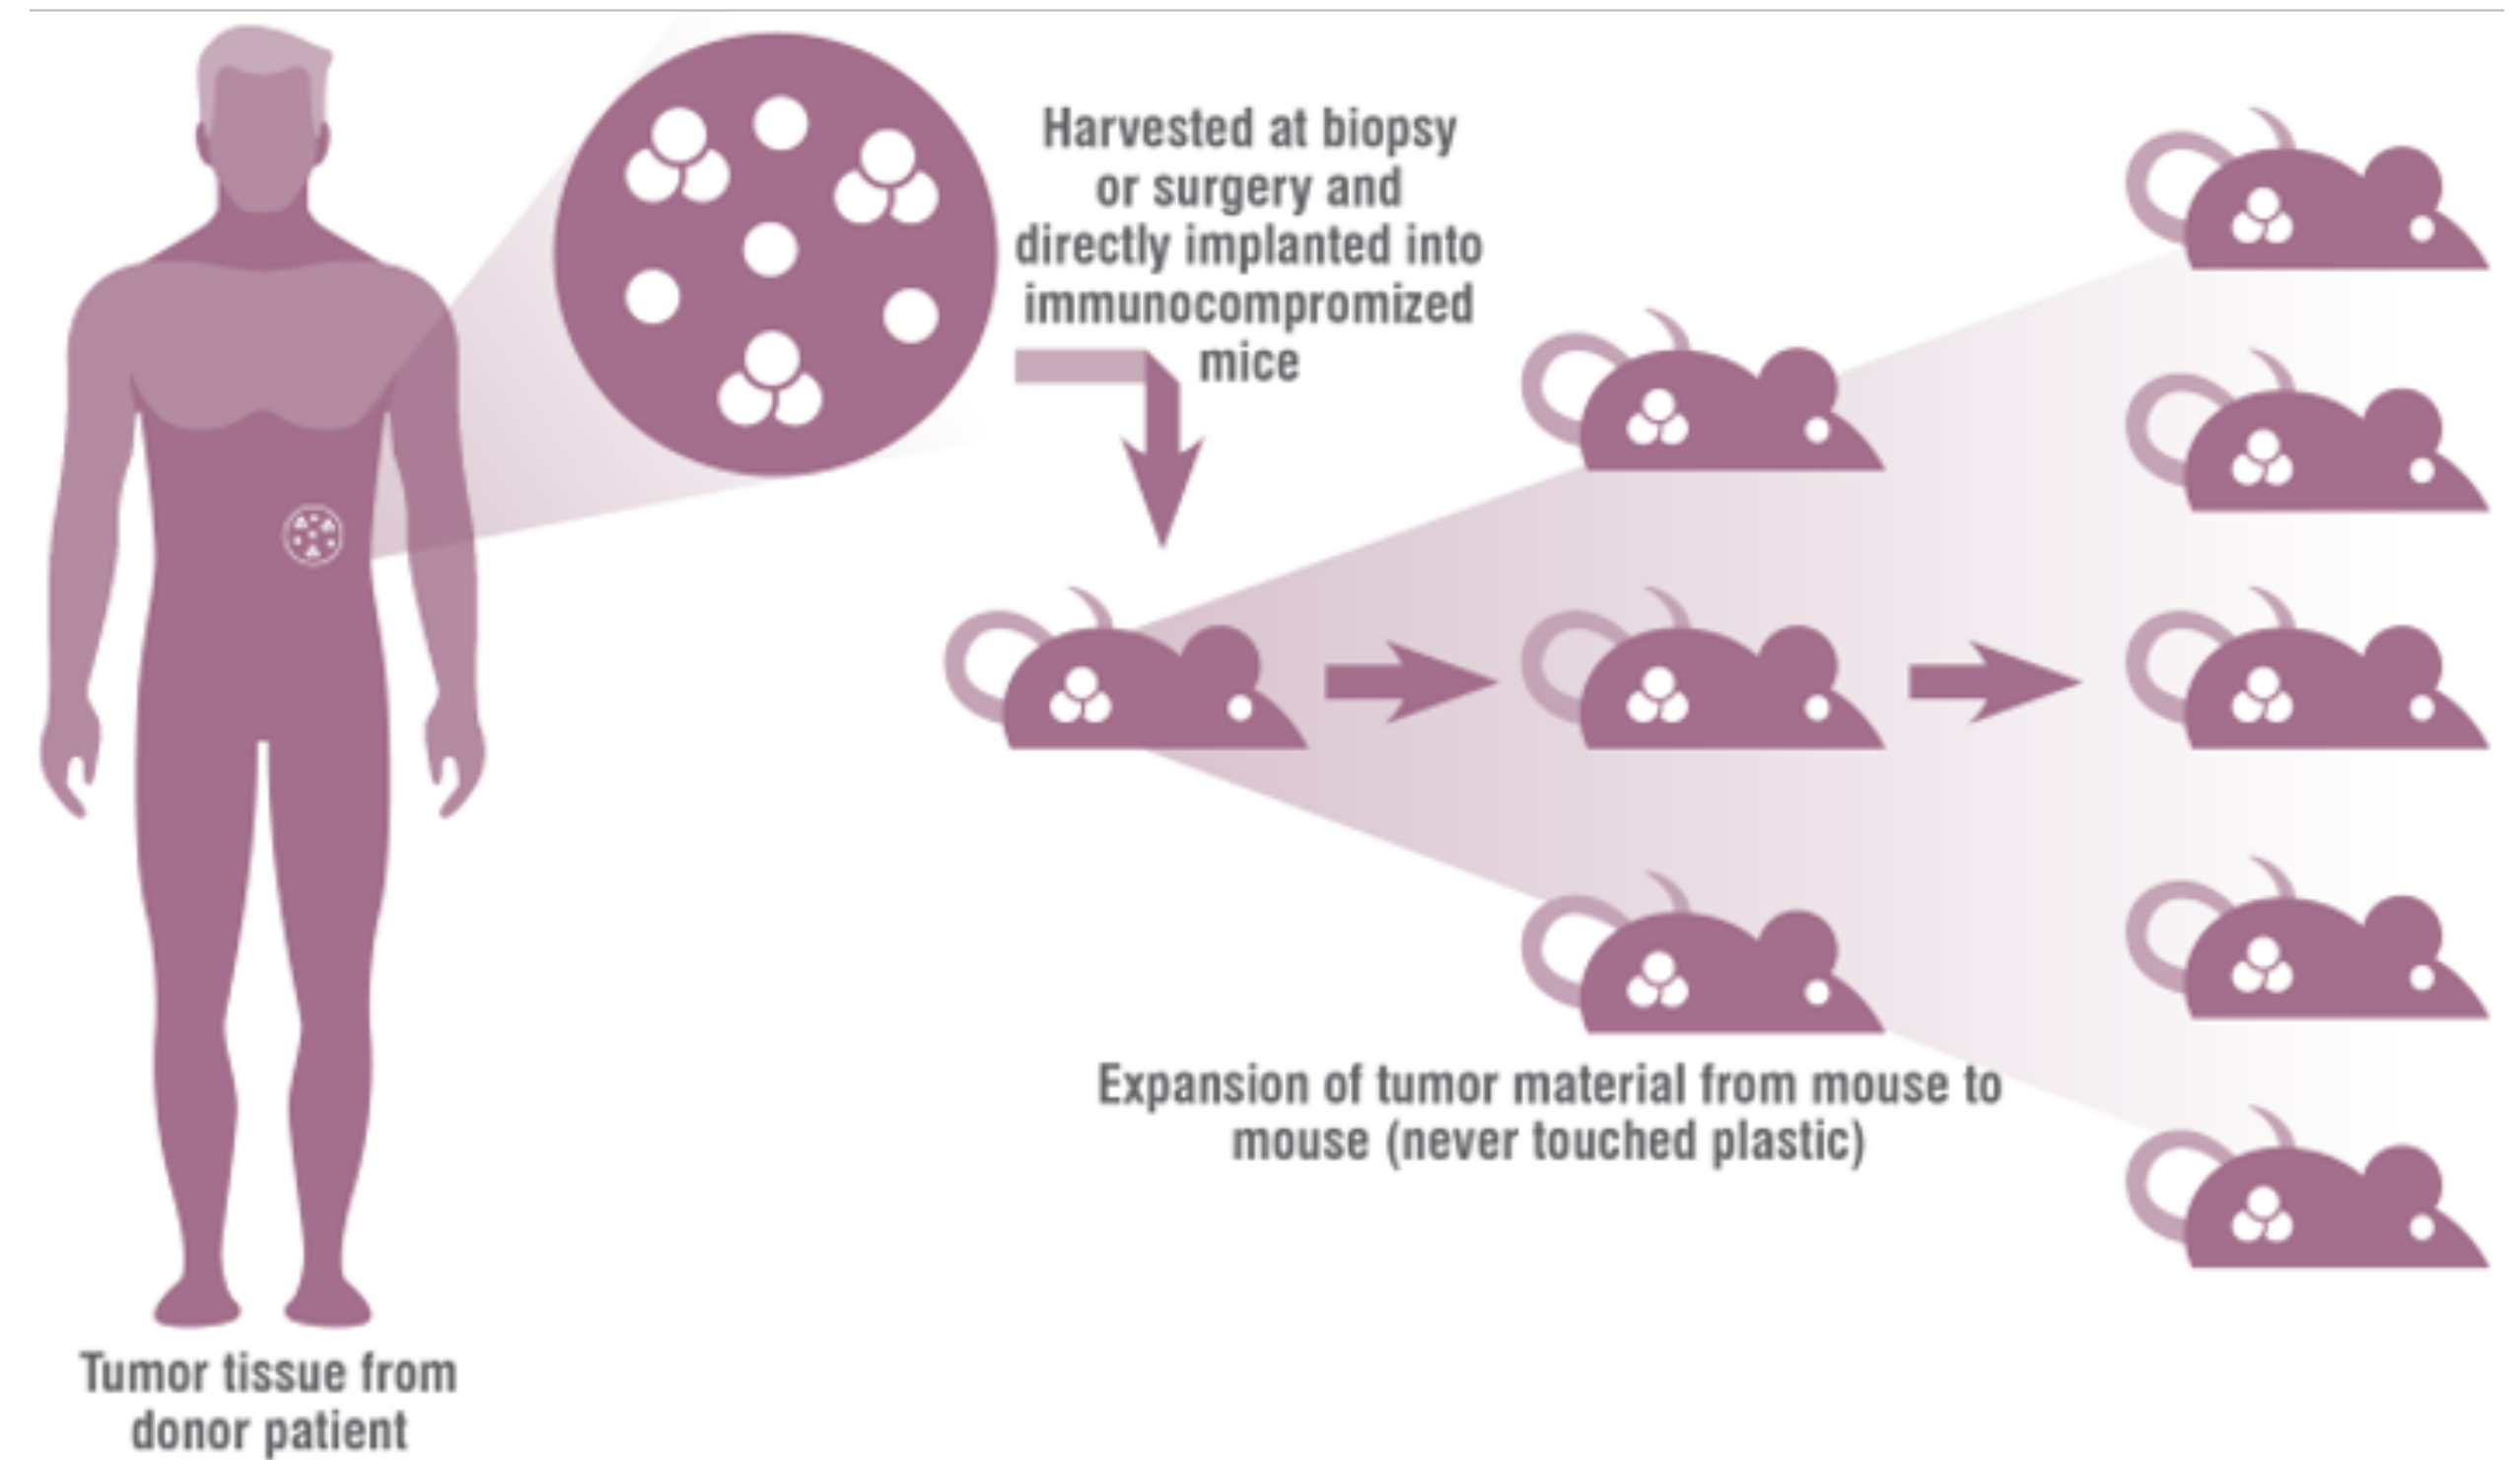 Harvested at biopsy
or surgery and
directly implanted into
immunocompromized
mice
Expansion of tumor material from mouse to
mouse (never touched plastic)
Tumor tissue from
donor patient